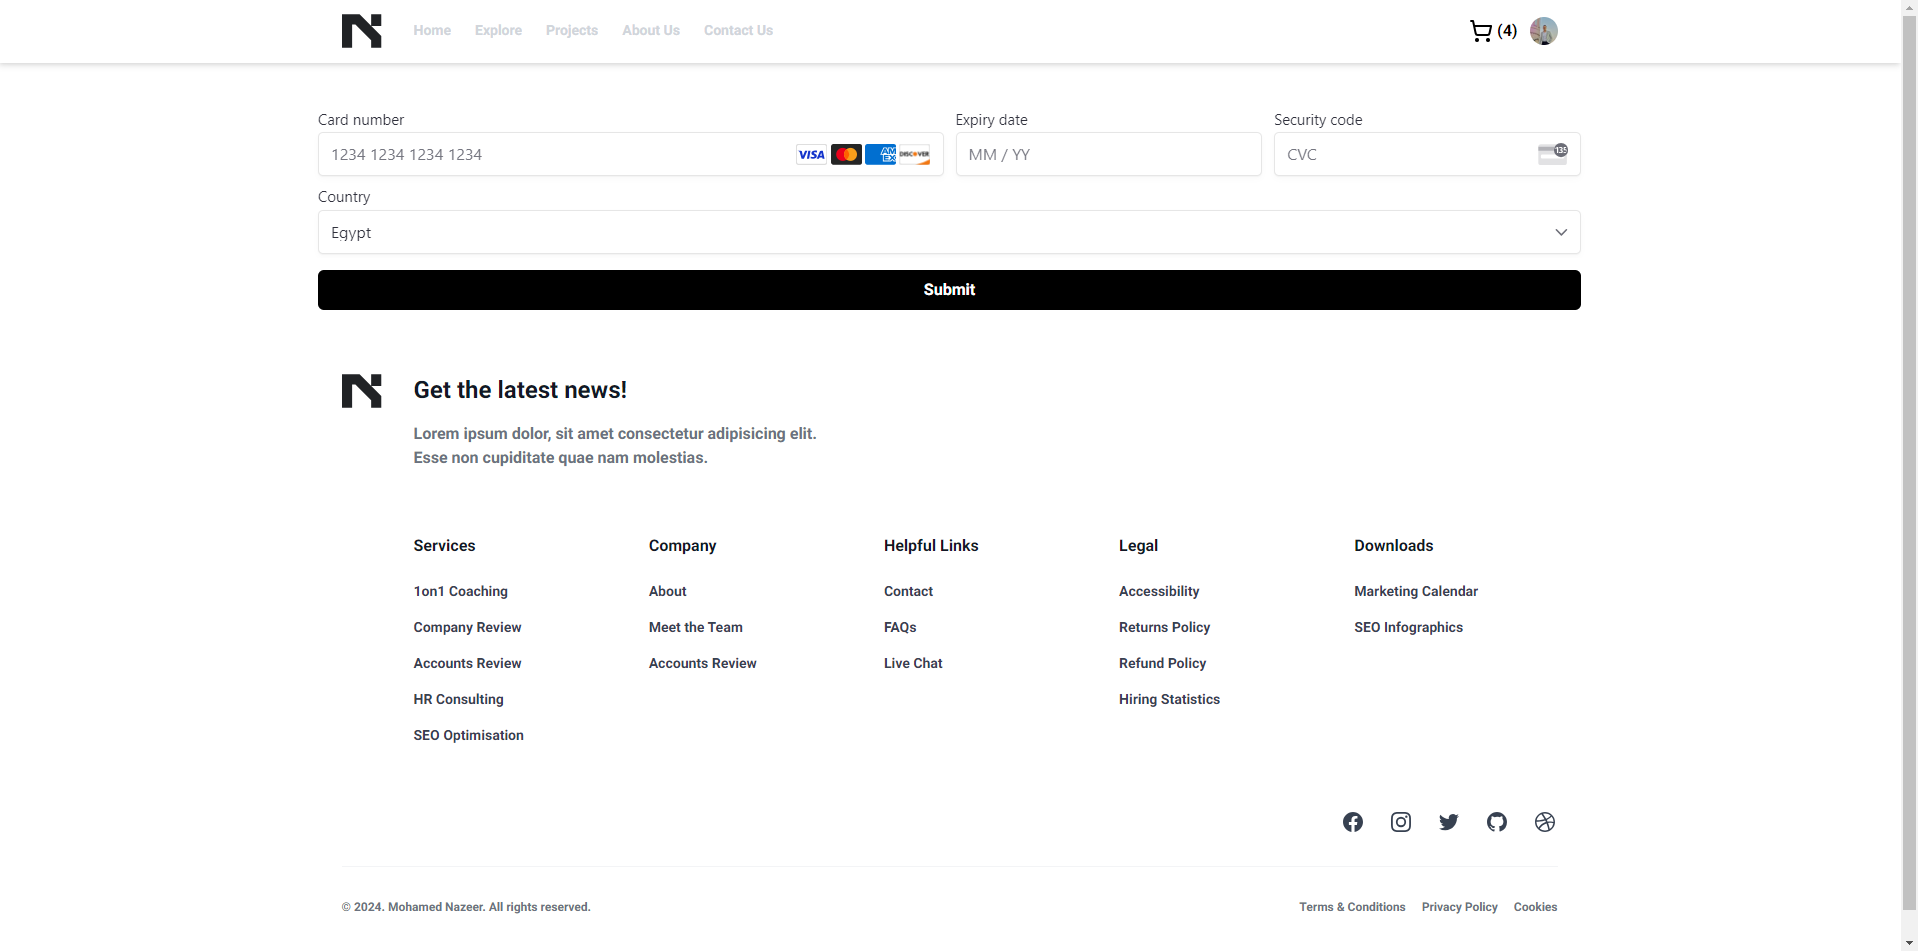 Home Explore Projects About Us Contact Us (4)
Card number Expiry date Security code
1234 1234 1234 1234 VISA AM EX DISCOVER MM / YY CVC 135
Country
Egypt
Submit
Get the latest news!
Lorem ipsum dolor, sit amet consectetur adipisicing elit.
Esse non cupiditate quae nam molestias.
Services Company Helpful Links Legal Downloads
1on1 Coaching About Contact Accessibility Marketing Calendar
Company Review Meet the Team FAQs Returns Policy SEO Infographics
Accounts Review Accounts Review Live Chat Refund Policy
HR Consulting Hiring Statistics
SEO Optimisation
© 2024. Mohamed Nazeer. All rights reserved. Terms & Conditions Privacy Policy Cookies